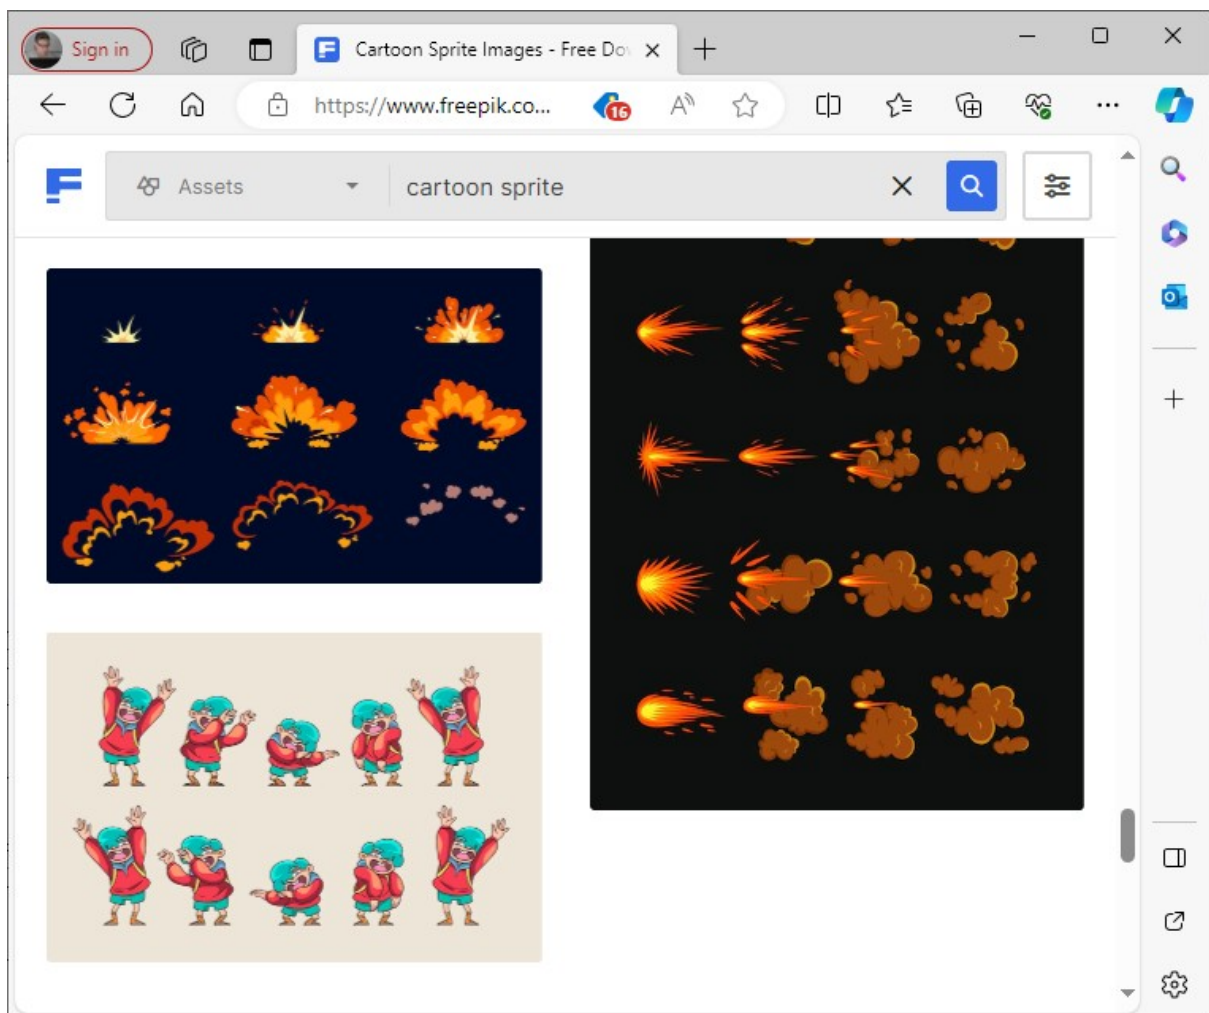 Sign in
Cartoon Sprite Images - Free Do
https://www.freepik.co...
16
Assets
cartoon sprite